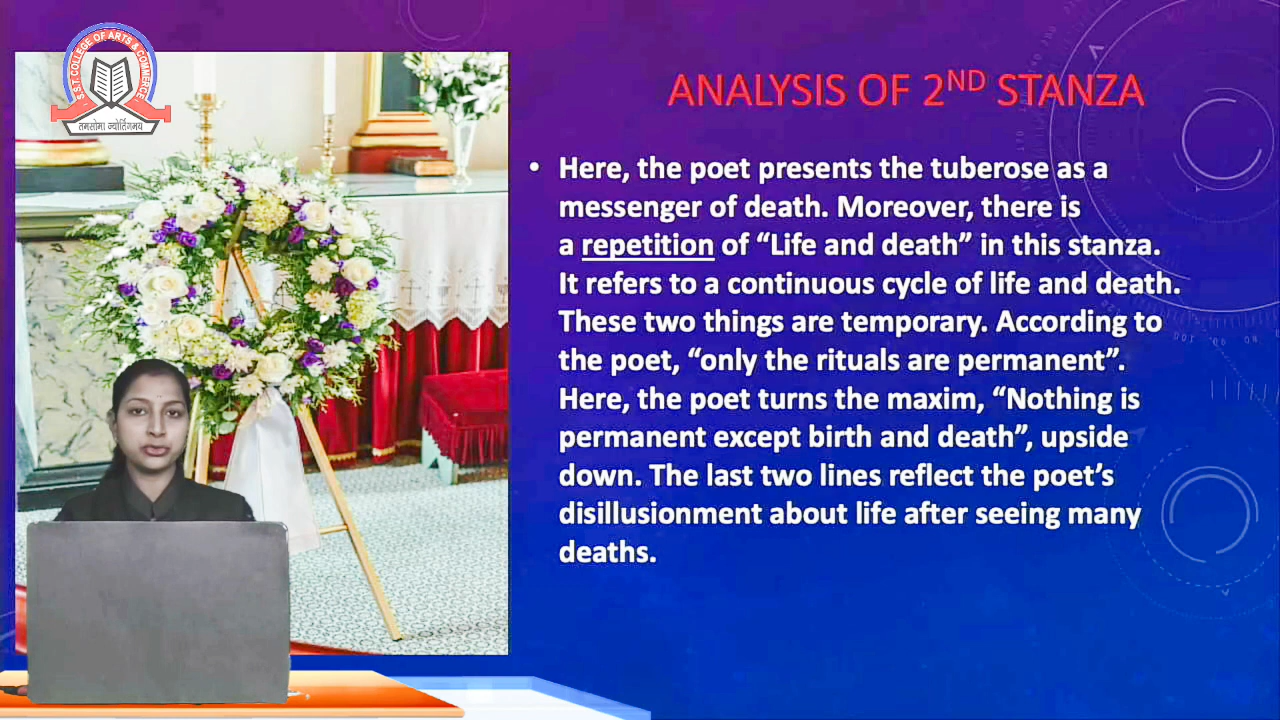 S.S.T. COLLEGE OF ARTS & COMMERCE
तमसोमा ज्योर्तिगमय
ANALYSIS OF 2ND STANZA
• Here, the poet presents the tuberose as a
messenger of death. Moreover, there is
a repetition of “Life and death” in this stanza.
It refers to a continuous cycle of life and death.
These two things are temporary. According to
the poet, “only the rituals are permanent”.
Here, the poet turns the maxim, “Nothing is
permanent except birth and death”, upside
down. The last two lines reflect the poet’s
disillusionment about life after seeing many
deaths.